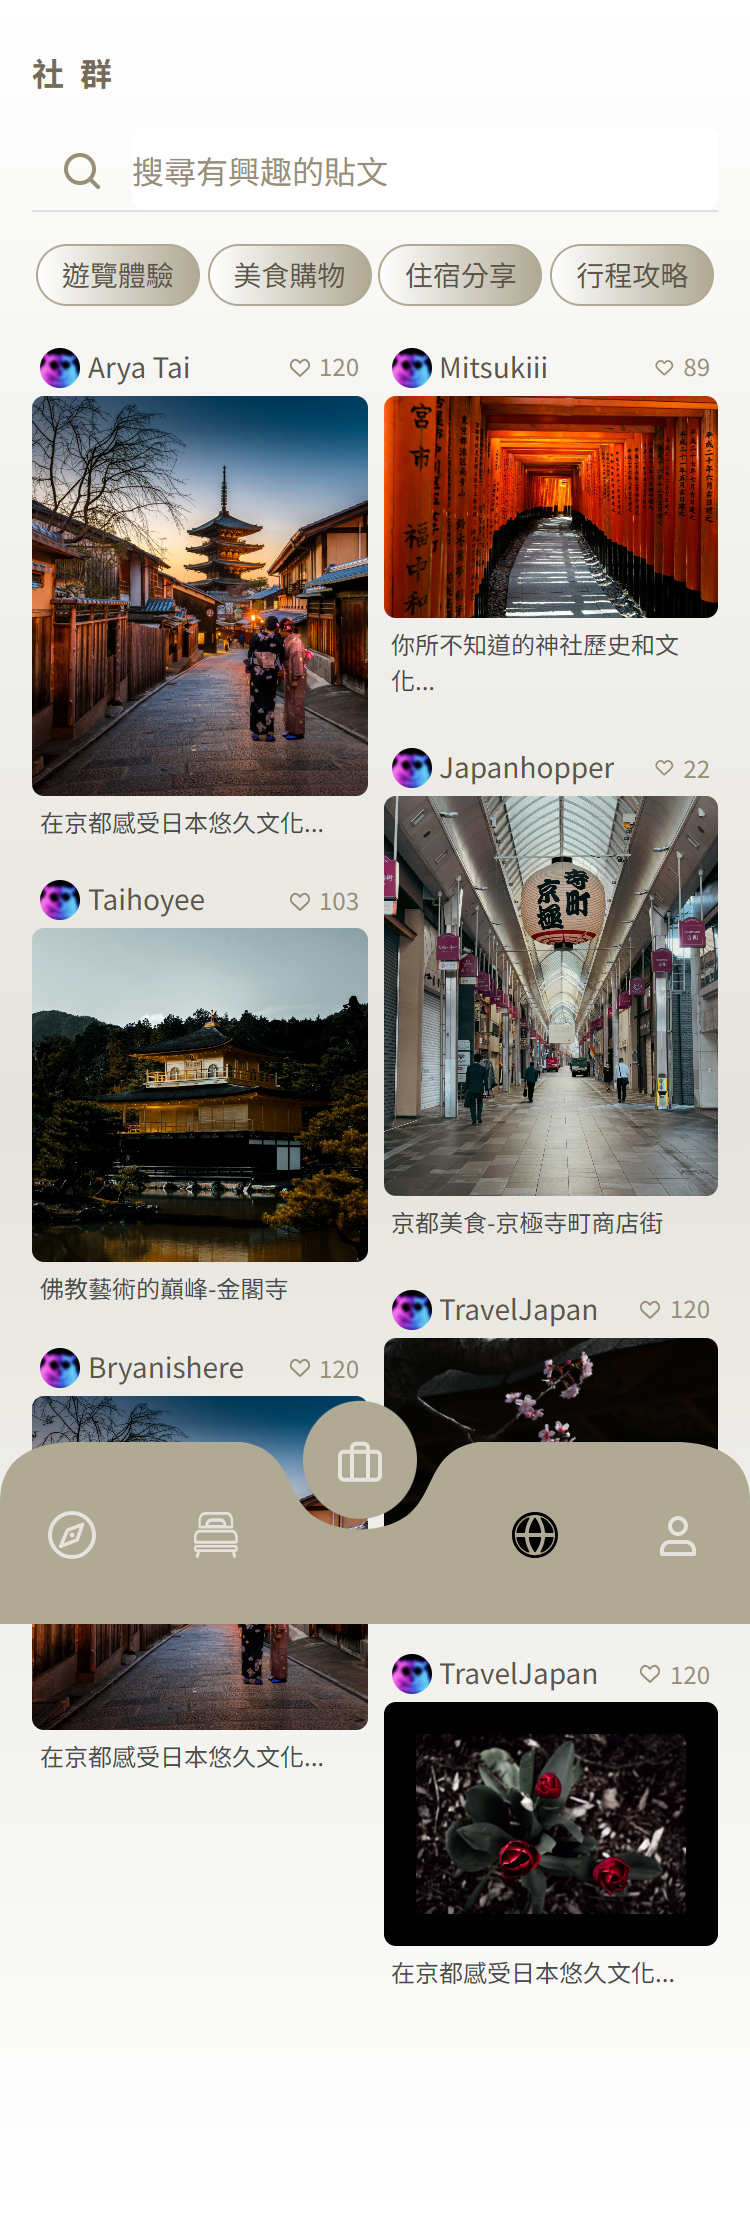 社 群
搜尋有興趣的貼文
遊覽體驗
美食購物
住宿分享
行程攻略
Arya Tai
120
在京都感受日本悠久文化...
Mitsukiii
89
宮
市
福
中
和
你所不知道的神社歷史和文
化...
Japanhopper
22
寺町
京極
京都美食-京極寺町商店街
Taihoyee
103
佛教藝術的巔峰-金閣寺
TravelJapan
120
Bryanishere
120
在京都感受日本悠久文化...
TravelJapan
120
在京都感受日本悠久文化...